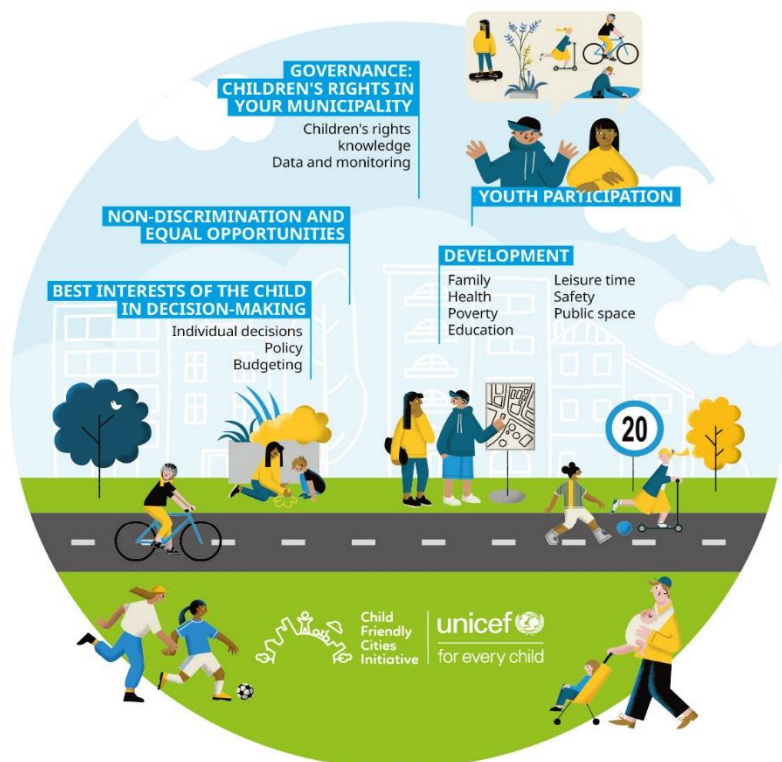 GOVERNANCE:
CHILDREN'S RIGHTS IN
YOUR MUNICIPALITY
Children's rights
knowledge
Data and monitoring
YOUTH PARTICIPATION
NON-DISCRIMINATION AND
EQUAL OPPORTUNITIES
DEVELOPMENT
Family
Health
Poverty
Education
Leisure time
Safety
Public space
BEST INTERESTS OF THE CHILD
IN DECISION-MAKING
Individual decisions
Policy
Budgeting
20
Child
Friendly
Cities
Initiative
unicef
for every child